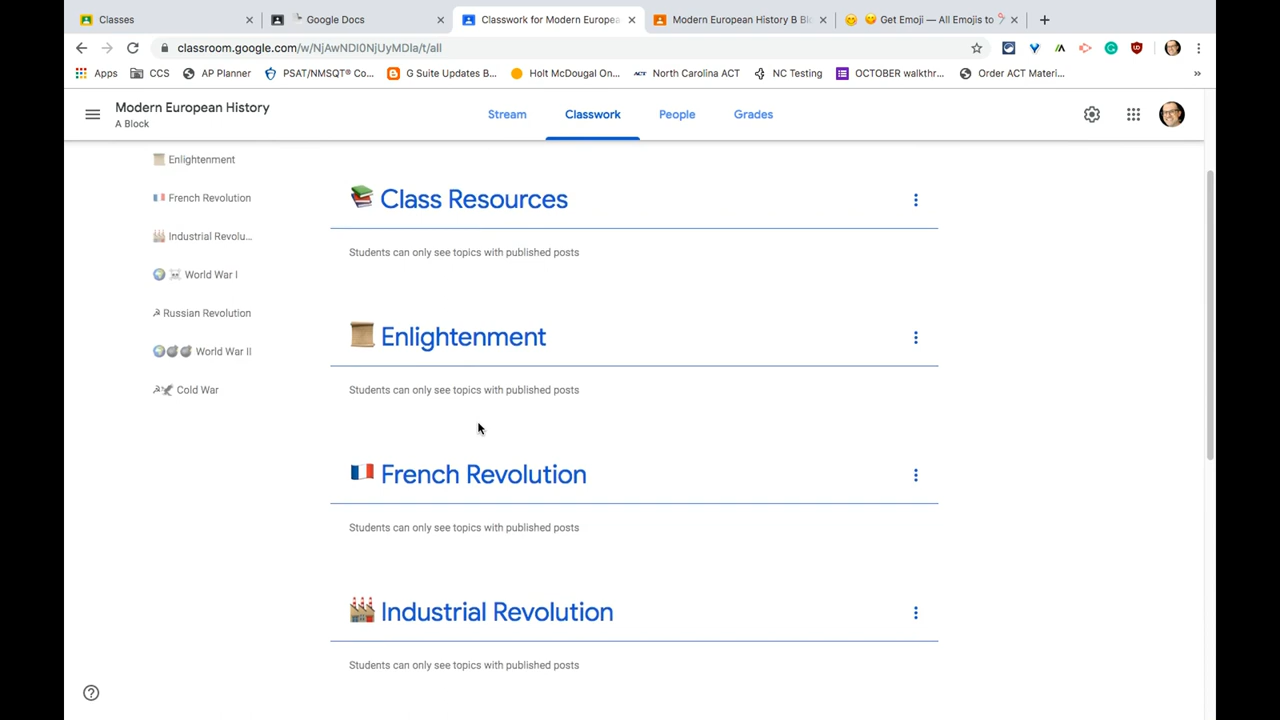 Classes
Google Docs
Classwork for Modern Europea
Modern European History B Blo
Get Emoji — All Emojis to
classroom.google.com/w/NjAwNDI0NjUyMDIa/t/all
Apps
CCS
AP Planner
PSAT/NMSQT® Co...
G Suite Updates B...
Holt McDougal On...
ACT North Carolina ACT
NC Testing
OCTOBER walkthr...
Order ACT Materi...
»
Modern European History
A Block
Stream
Classwork
People
Grades
Enlightenment
French Revolution
Industrial Revolu...
World War I
Russian Revolution
World War II
Cold War
Class Resources
Students can only see topics with published posts
Enlightenment
Students can only see topics with published posts
French Revolution
Students can only see topics with published posts
Industrial Revolution
Students can only see topics with published posts